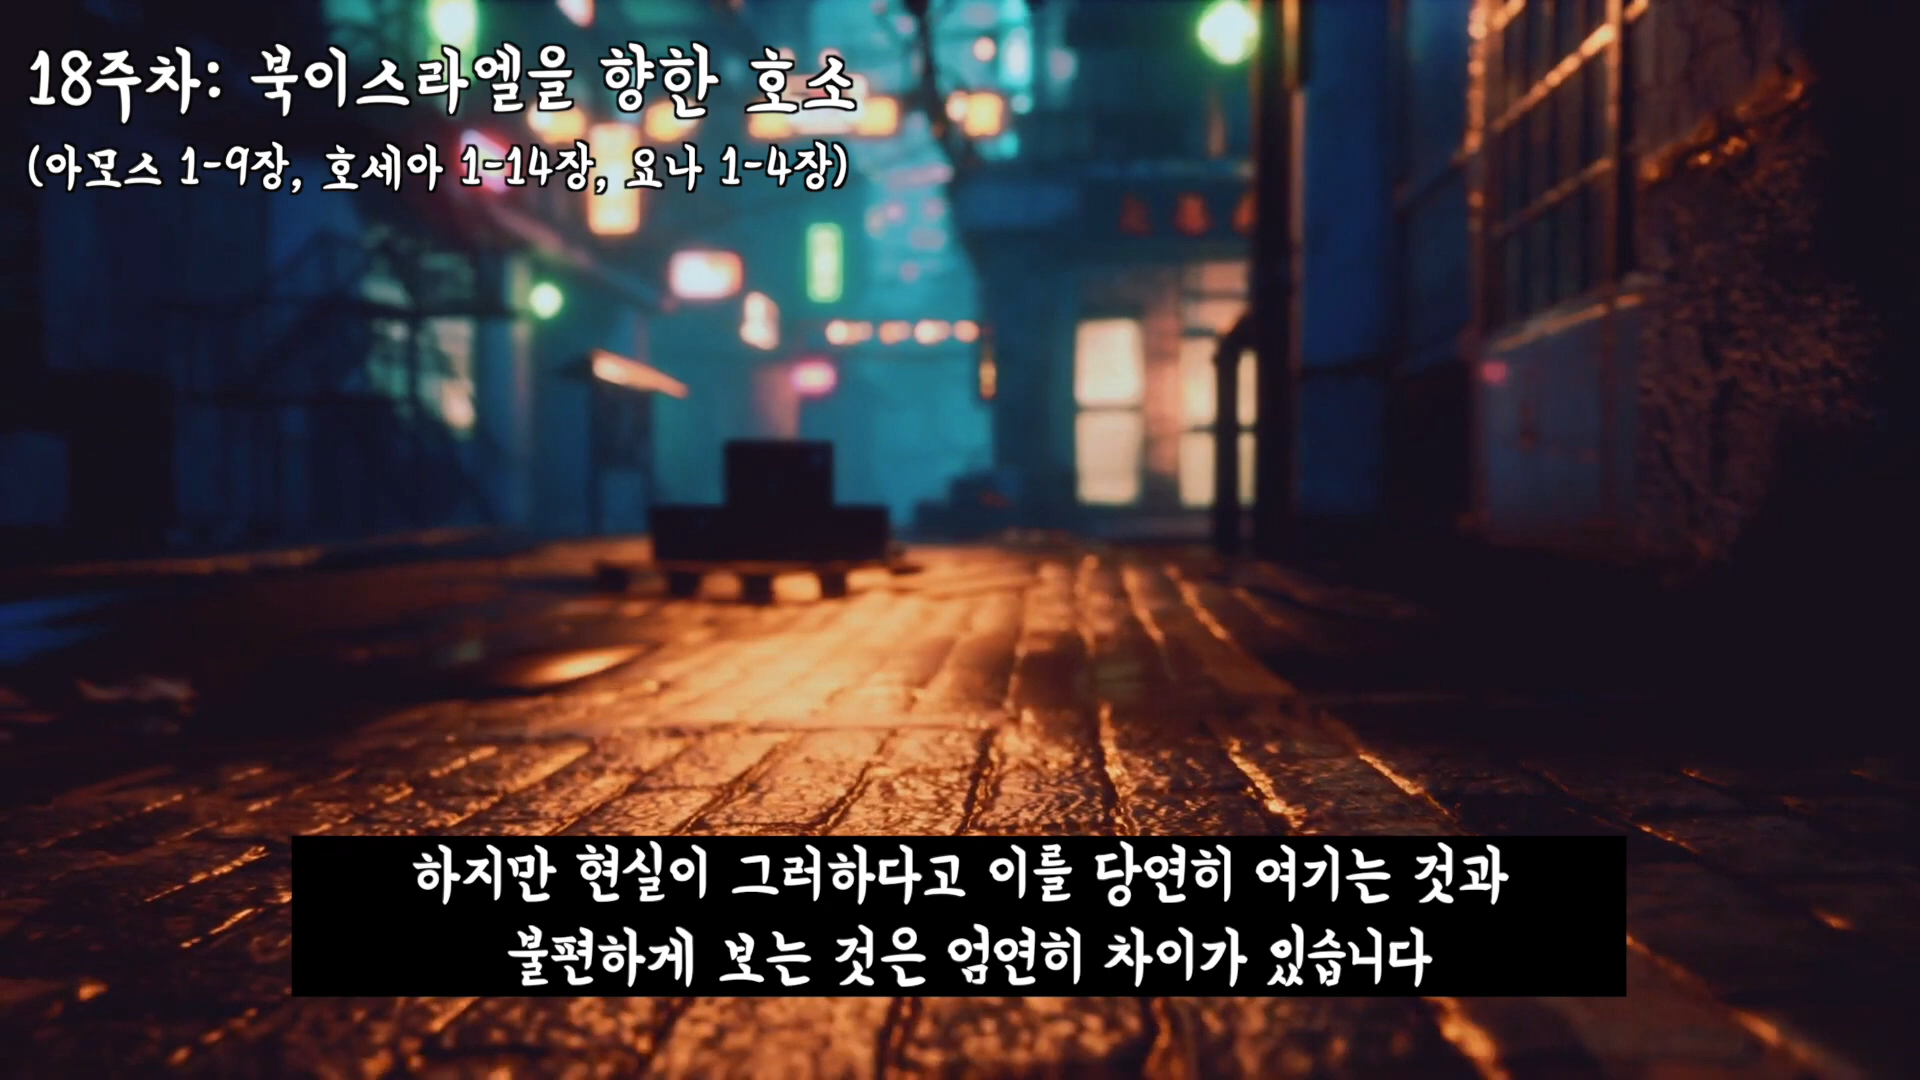 18주차: 북이스라엘을 향한 호소
(아모스 1-9장, 호세아 1-14장, 요나 1-4장)
하지만 현실이 그러하다고 이를 당연히 여기는 것과
불편하게 보는 것은 엄연히 차이가 있습니다